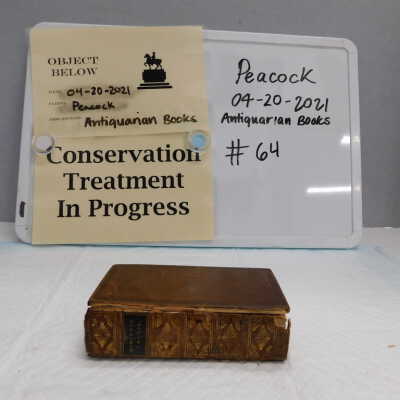 OBJECT
BELOW
04-20-2021
Peacock
Antiquarian Books
Conservation
Treatment
In Progress
Peacock
04-20-2021
Antiquarian Books
#64